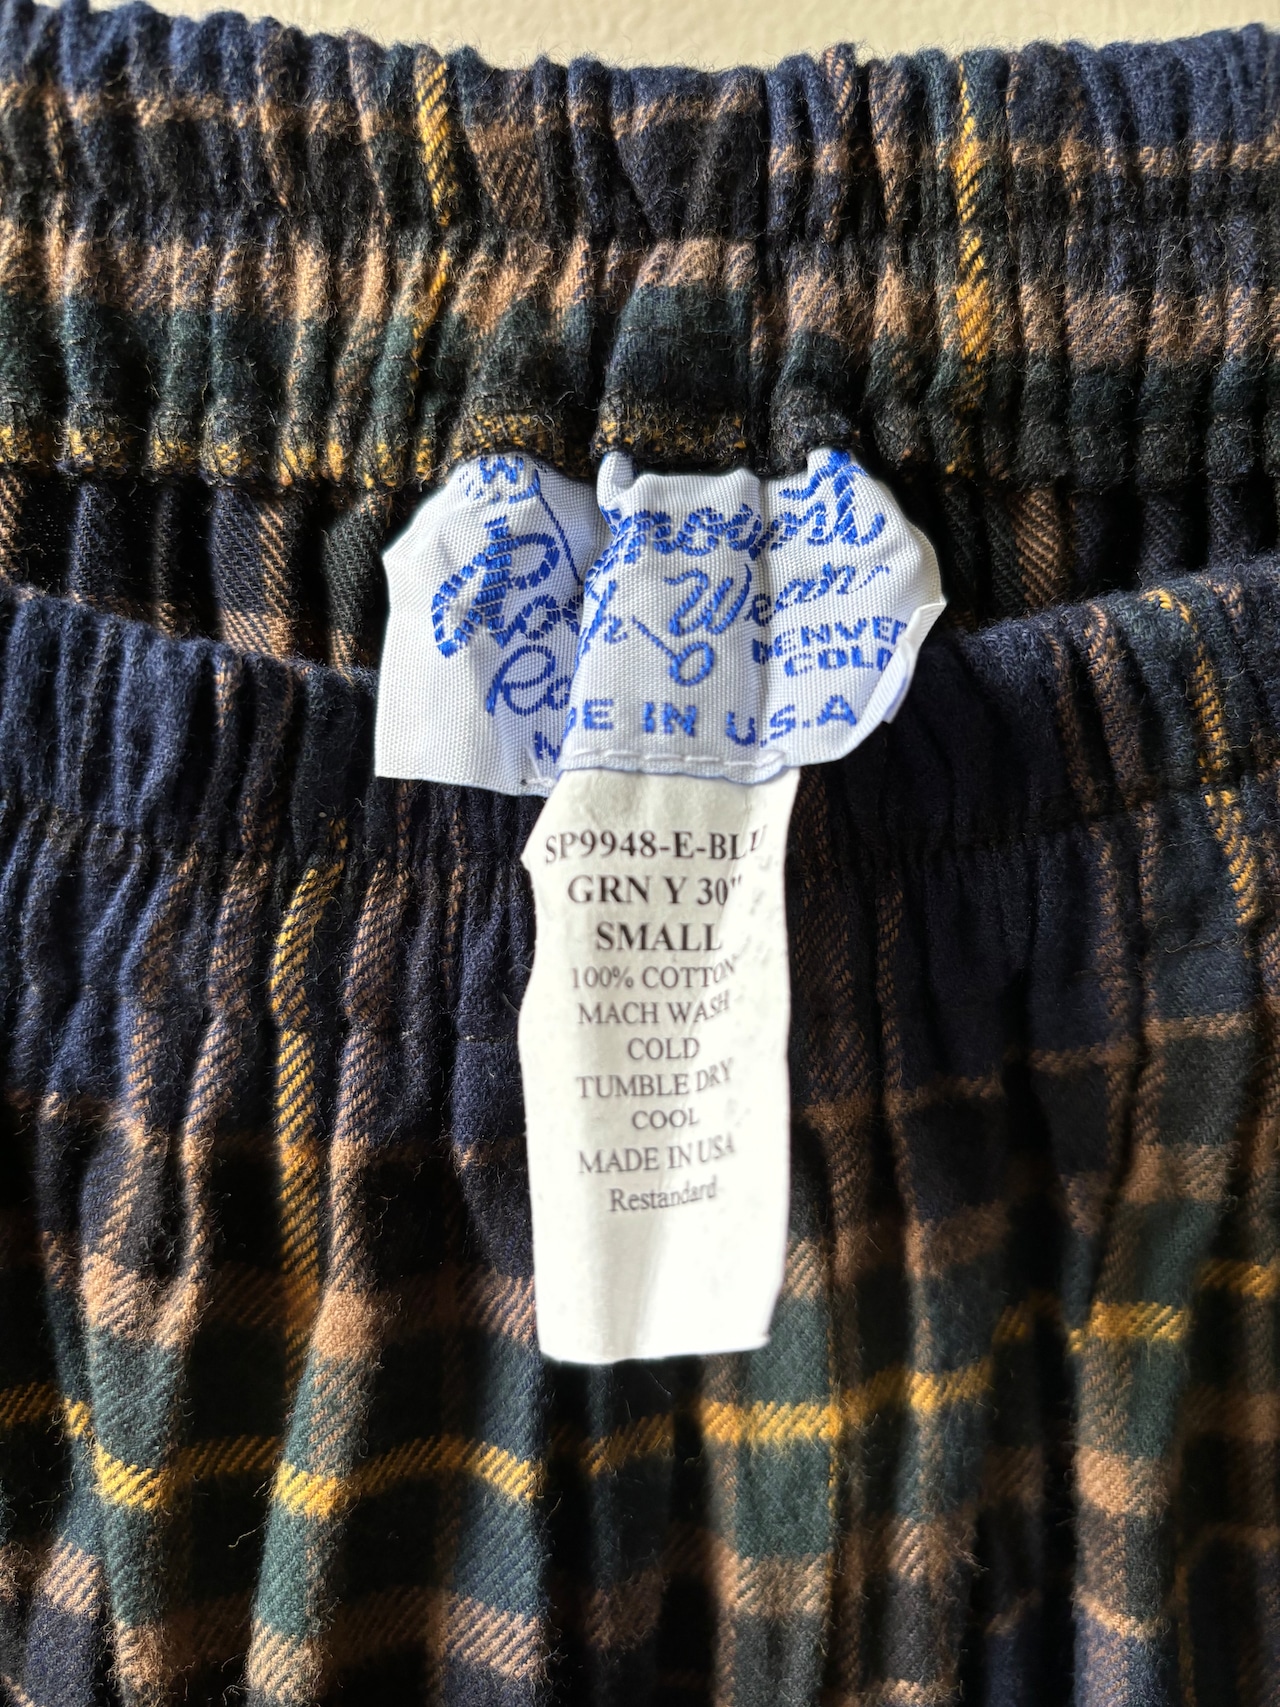 Wear
DENVER
COLO
IN U.S.A
SP9948-E-BLU
GRN Y 30"
SMALL
100% COTTON
MACH WASH
COLD
TUMBLE DRY
COOL
MADE IN USA
Restandard